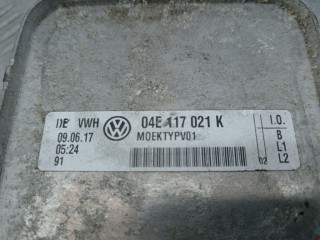 DE VWH 04E 117 021 K I.O.
09.06.17 MOEKTYPV01 B
05:24 L1
91 02 L2